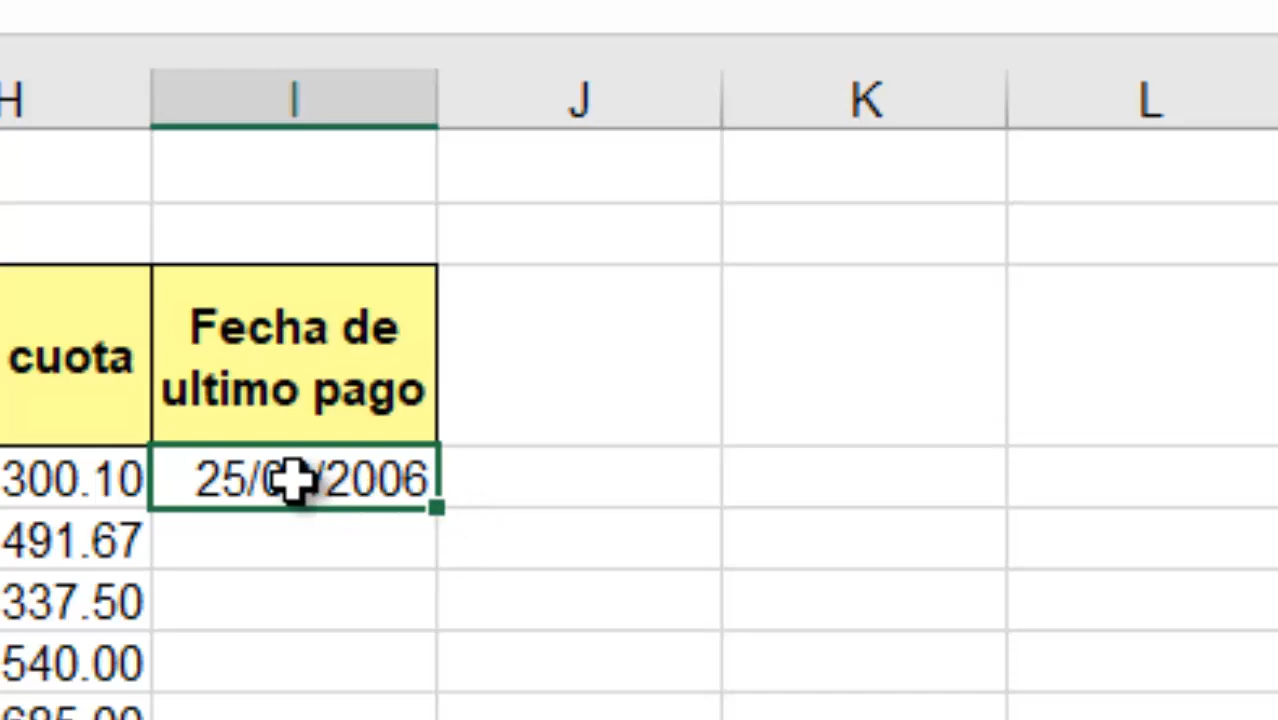 H I J K L
cuota
Fecha de
ultimo pago
300.10
491.67
337.50
540.00